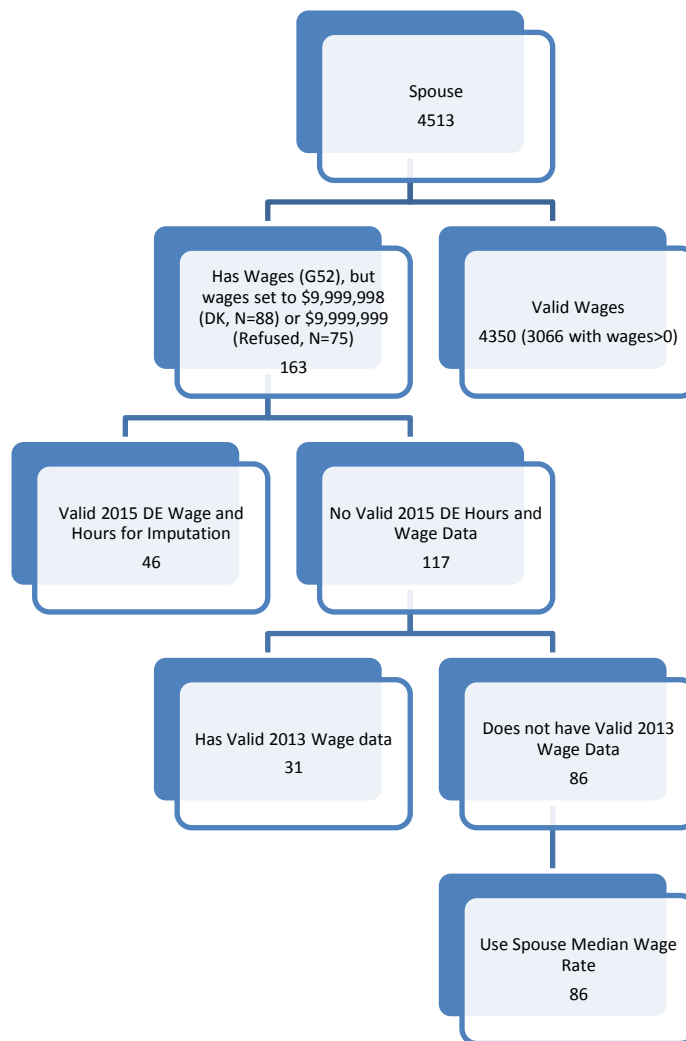 Spouse
4513
Has Wages (G52), but
wages set to $9,999,998
(DK, N=88) or $9,999,999
(Refused, N=75)
163
Valid Wages
4350 (3066 with wages>0)
Valid 2015 DE Wage and
Hours for Imputation
46
No Valid 2015 DE Hours and
Wage Data
117
Has Valid 2013 Wage data
31
Does not have Valid 2013
Wage Data
86
Use Spouse Median Wage
Rate
86